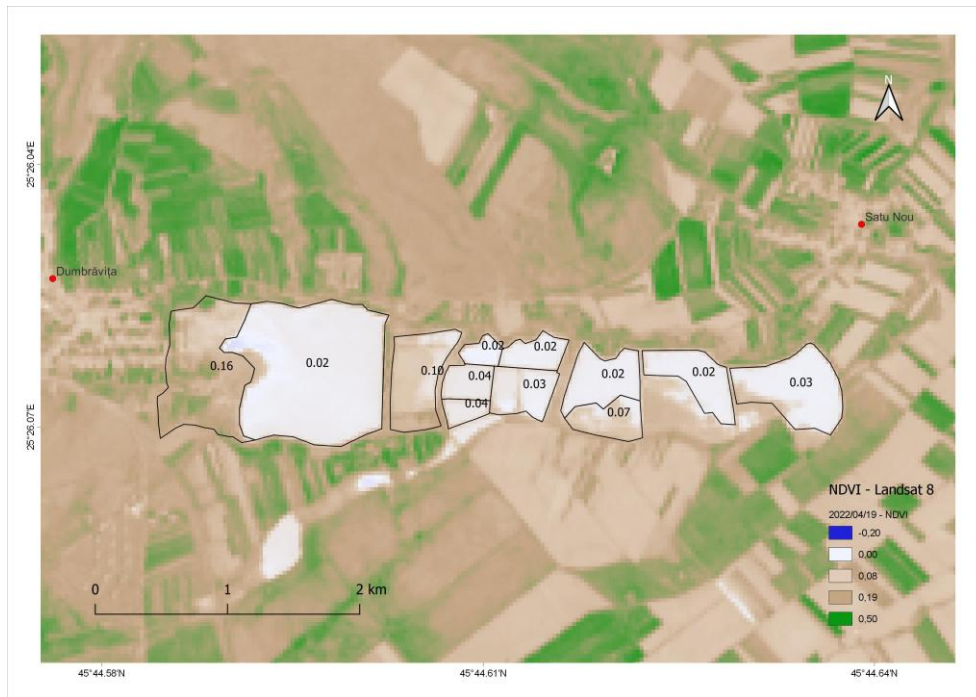 N
25°26.04'E
Satu Nou
Dumbrăvița
0.16
0.02
0.10
0.02
0.02
0.04
0.03
0.04
0.02
0.07
0.02
0.03
25°26.07'E
NDVI - Landsat 8
2022/04/19 - NDVI
-0,20
0,00
0,08
0,19
0,50
0 1 2 km
45°44.58'N 45°44.61'N 45°44.64'N